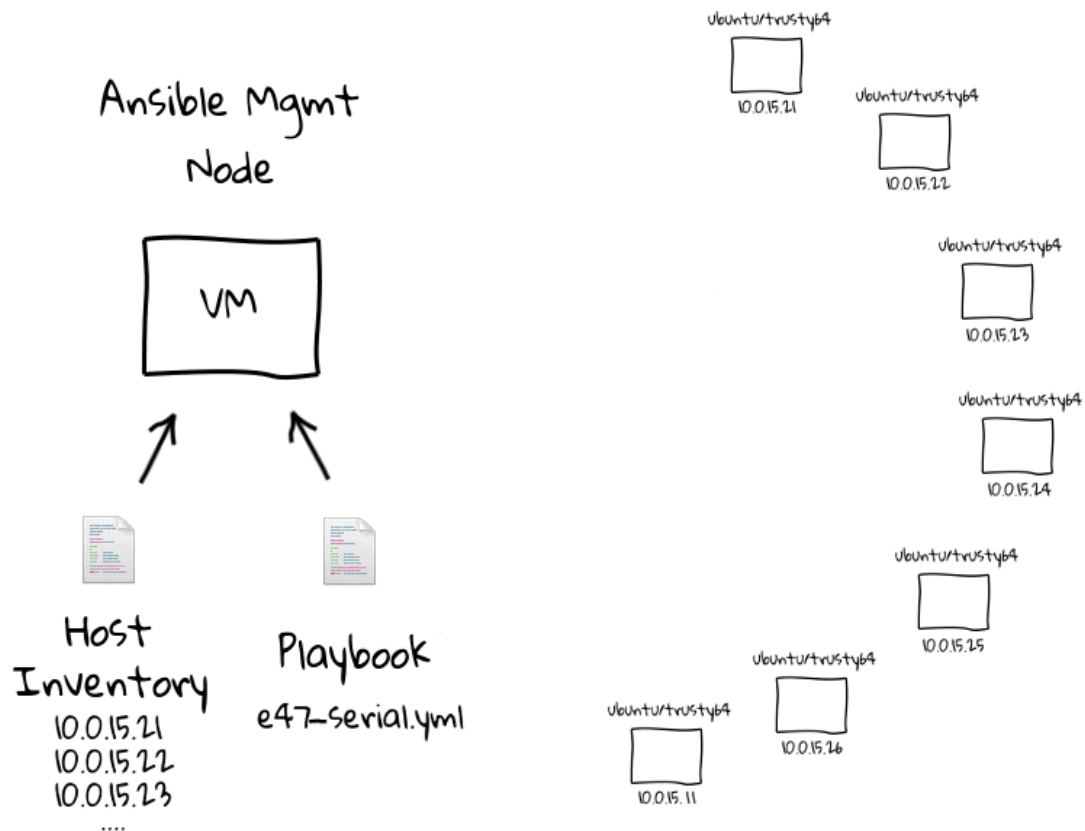 Ansible Mgmt
Node
VM
Host
Inventory
10.0.15.21
10.0.15.22
10.0.15.23
....
Playbook
e47-serial.yml
ubuntu/trusty64
10.0.15.21
ubuntu/trusty64
10.0.15.22
ubuntu/trusty64
10.0.15.23
ubuntu/trusty64
10.0.15.24
ubuntu/trusty64
10.0.15.25
ubuntu/trusty64
10.0.15.26
ubuntu/trusty64
10.0.15.11